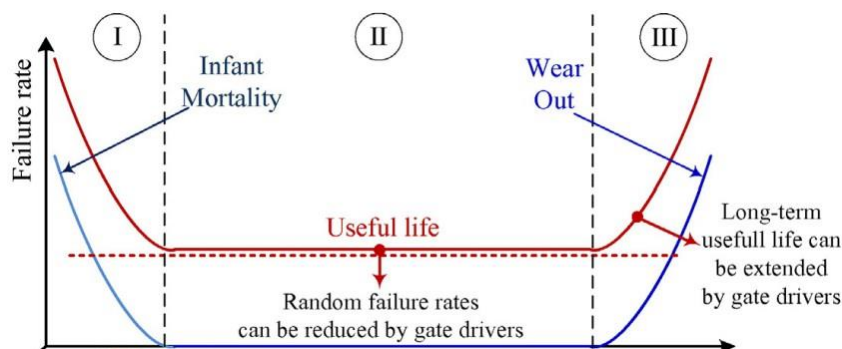 I
II
III
Failure rate
Infant
Mortality
Wear
Out
Useful life
Random failure rates
can be reduced by gate drivers
Long-term
usefull life can
be extended
by gate drivers